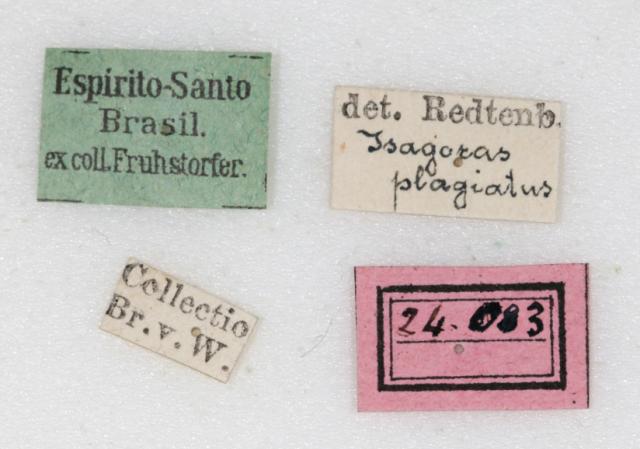 Espirito-Santo
Brasil.
ex coll. Fruhstorfer.
det. Redtenb.
Isagoras
plagiatus
Collectio
Br. v. W.
24.083